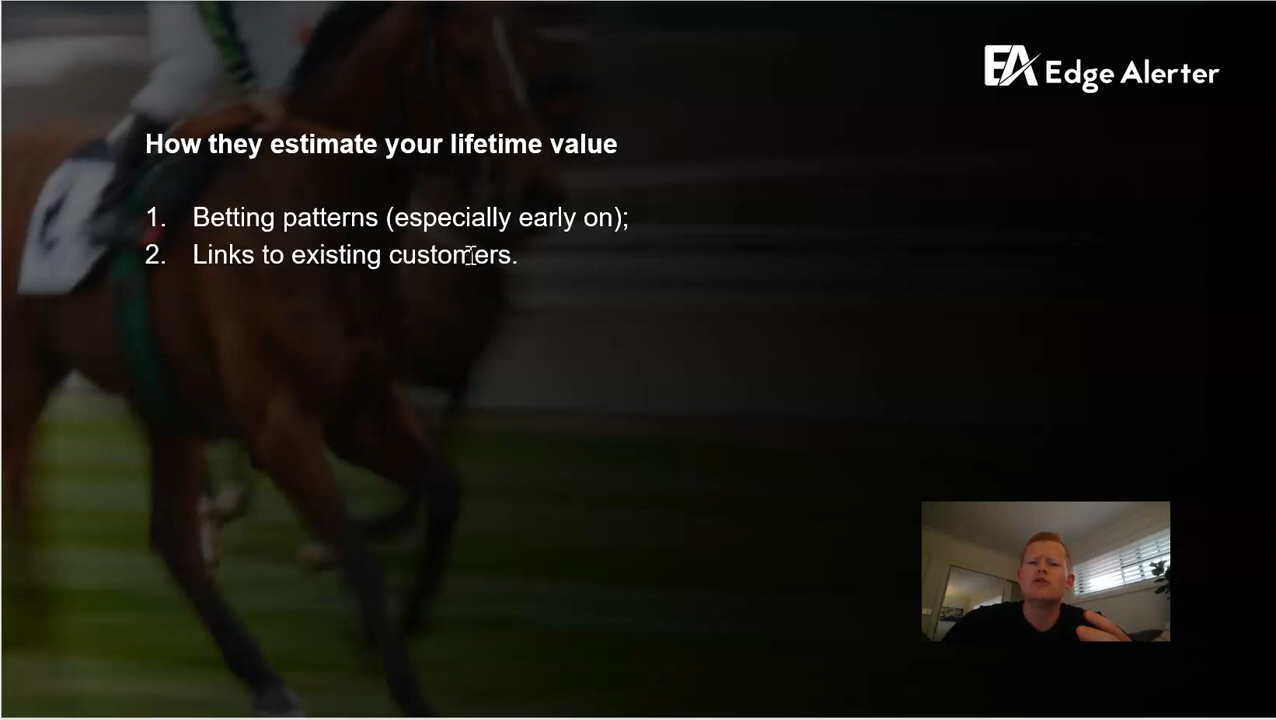 EA Edge Alerter
How they estimate your lifetime value
1. Betting patterns (especially early on);
2. Links to existing customers.